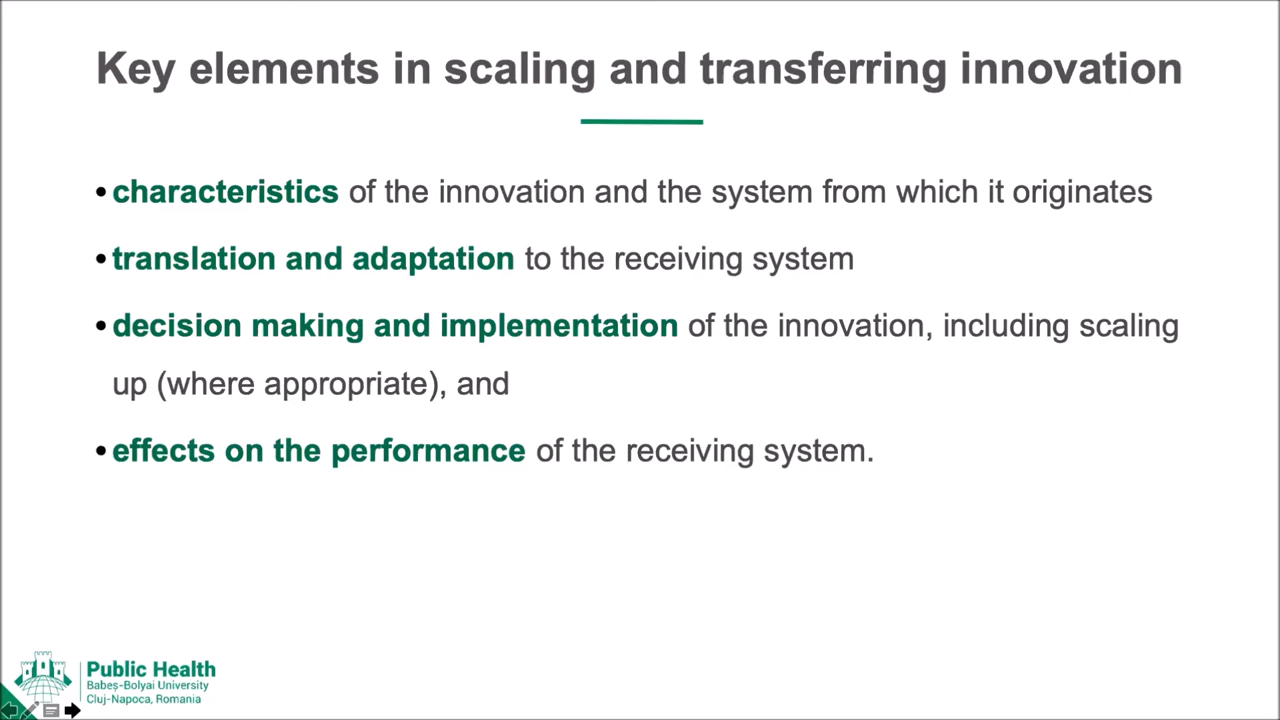 Key elements in scaling and transferring innovation
•characteristics of the innovation and the system from which it originates
•translation and adaptation to the receiving system
•decision making and implementation of the innovation, including scaling
up (where appropriate), and
•effects on the performance of the receiving system.
Public Health
Babeș-Bolyai University
Cluj-Napoca, Romania